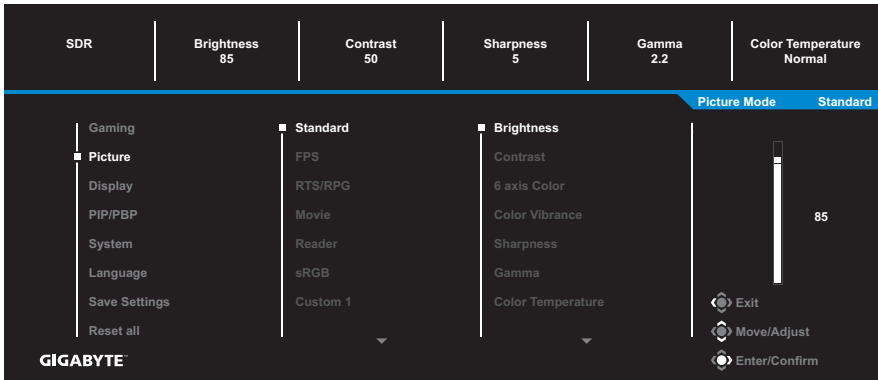 SDR
Brightness
85
Contrast
50
Sharpness
5
Gamma
2.2
Color Temperature
Normal
Picture Mode Standard
Gaming
Picture
Display
PIP/PBP
System
Language
Save Settings
Reset all
Standard
FPS
RTS/RPG
Movie
Reader
sRGB
Custom 1
Brightness
Contrast
6 axis Color
Color Vibrance
Sharpness
Gamma
Color Temperature
85
Exit
Move/Adjust
Enter/Confirm
GIGABYTE™